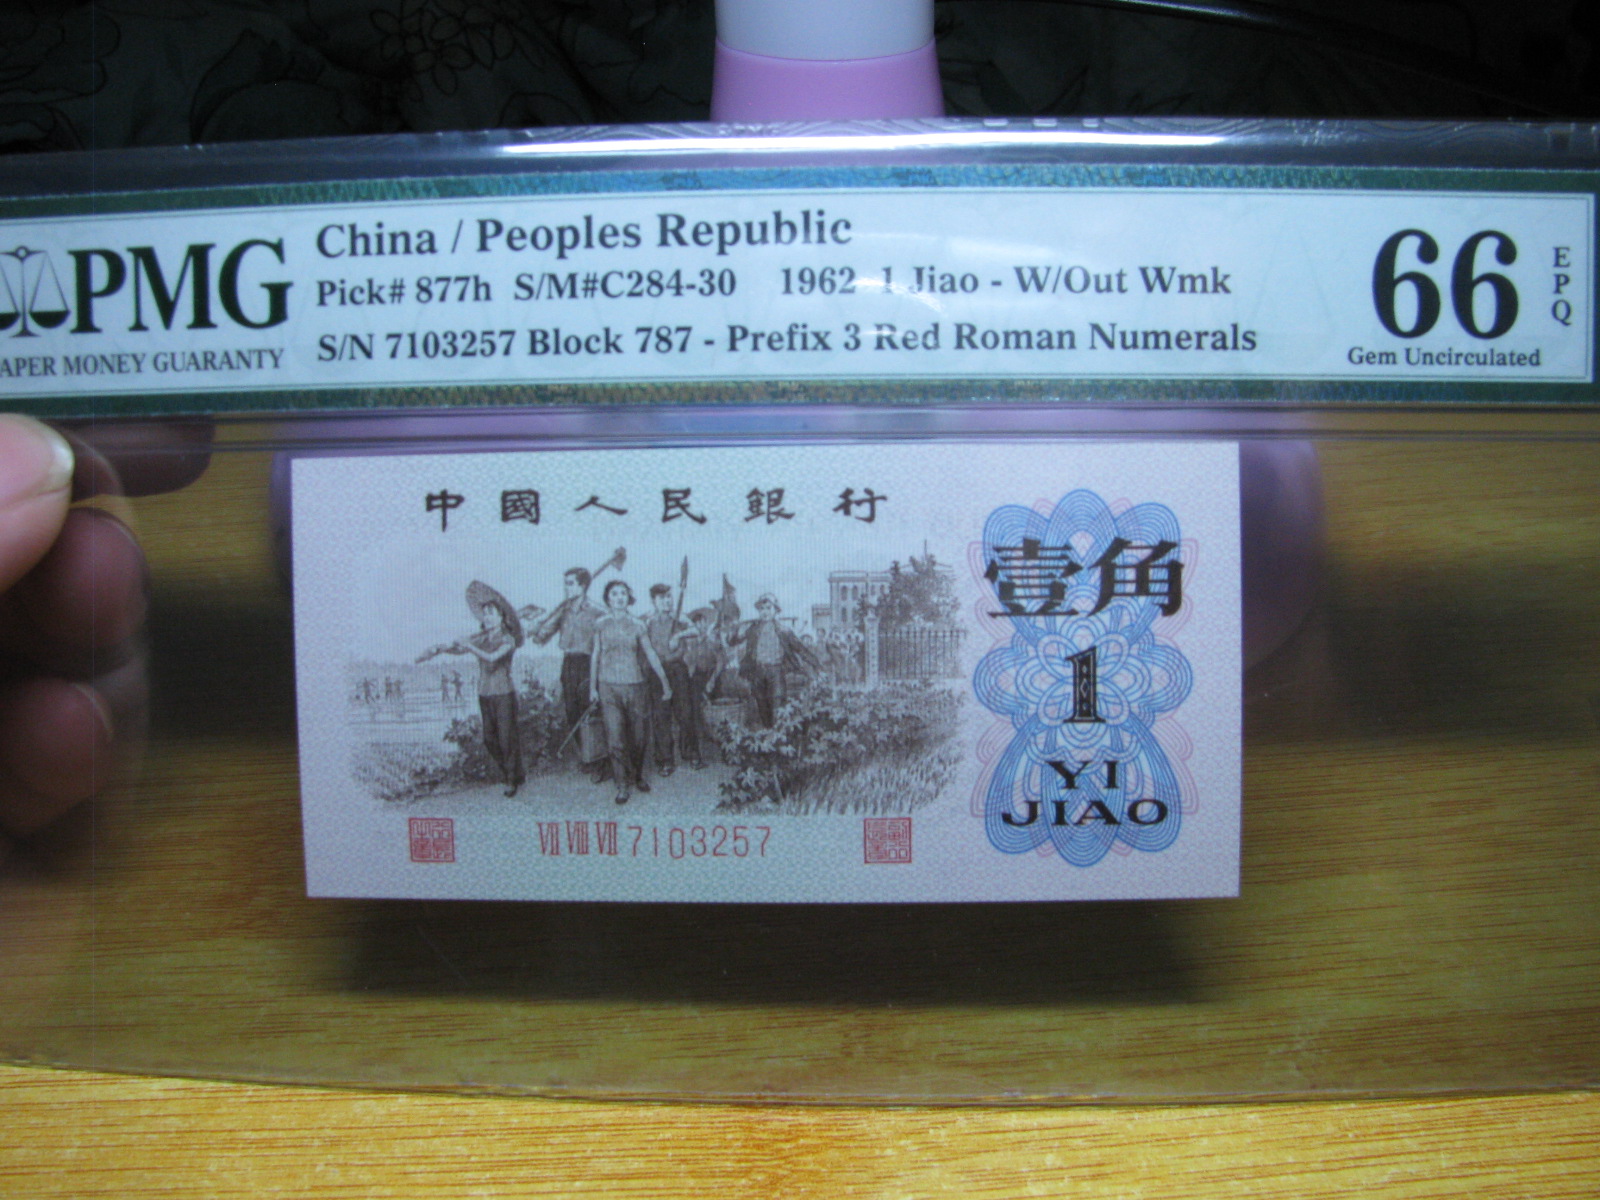 PMG
APER MONEY GUARANTY
China / Peoples Republic
Pick# 877h S/M#C284-30 1962 1 Jiao - W/Out Wmk
S/N 7103257 Block 787 - Prefix 3 Red Roman Numerals
66
EPQ
Gem Uncirculated
中國人民銀行
壹角
1
YI
JIAO
VII VIII VII 7103257